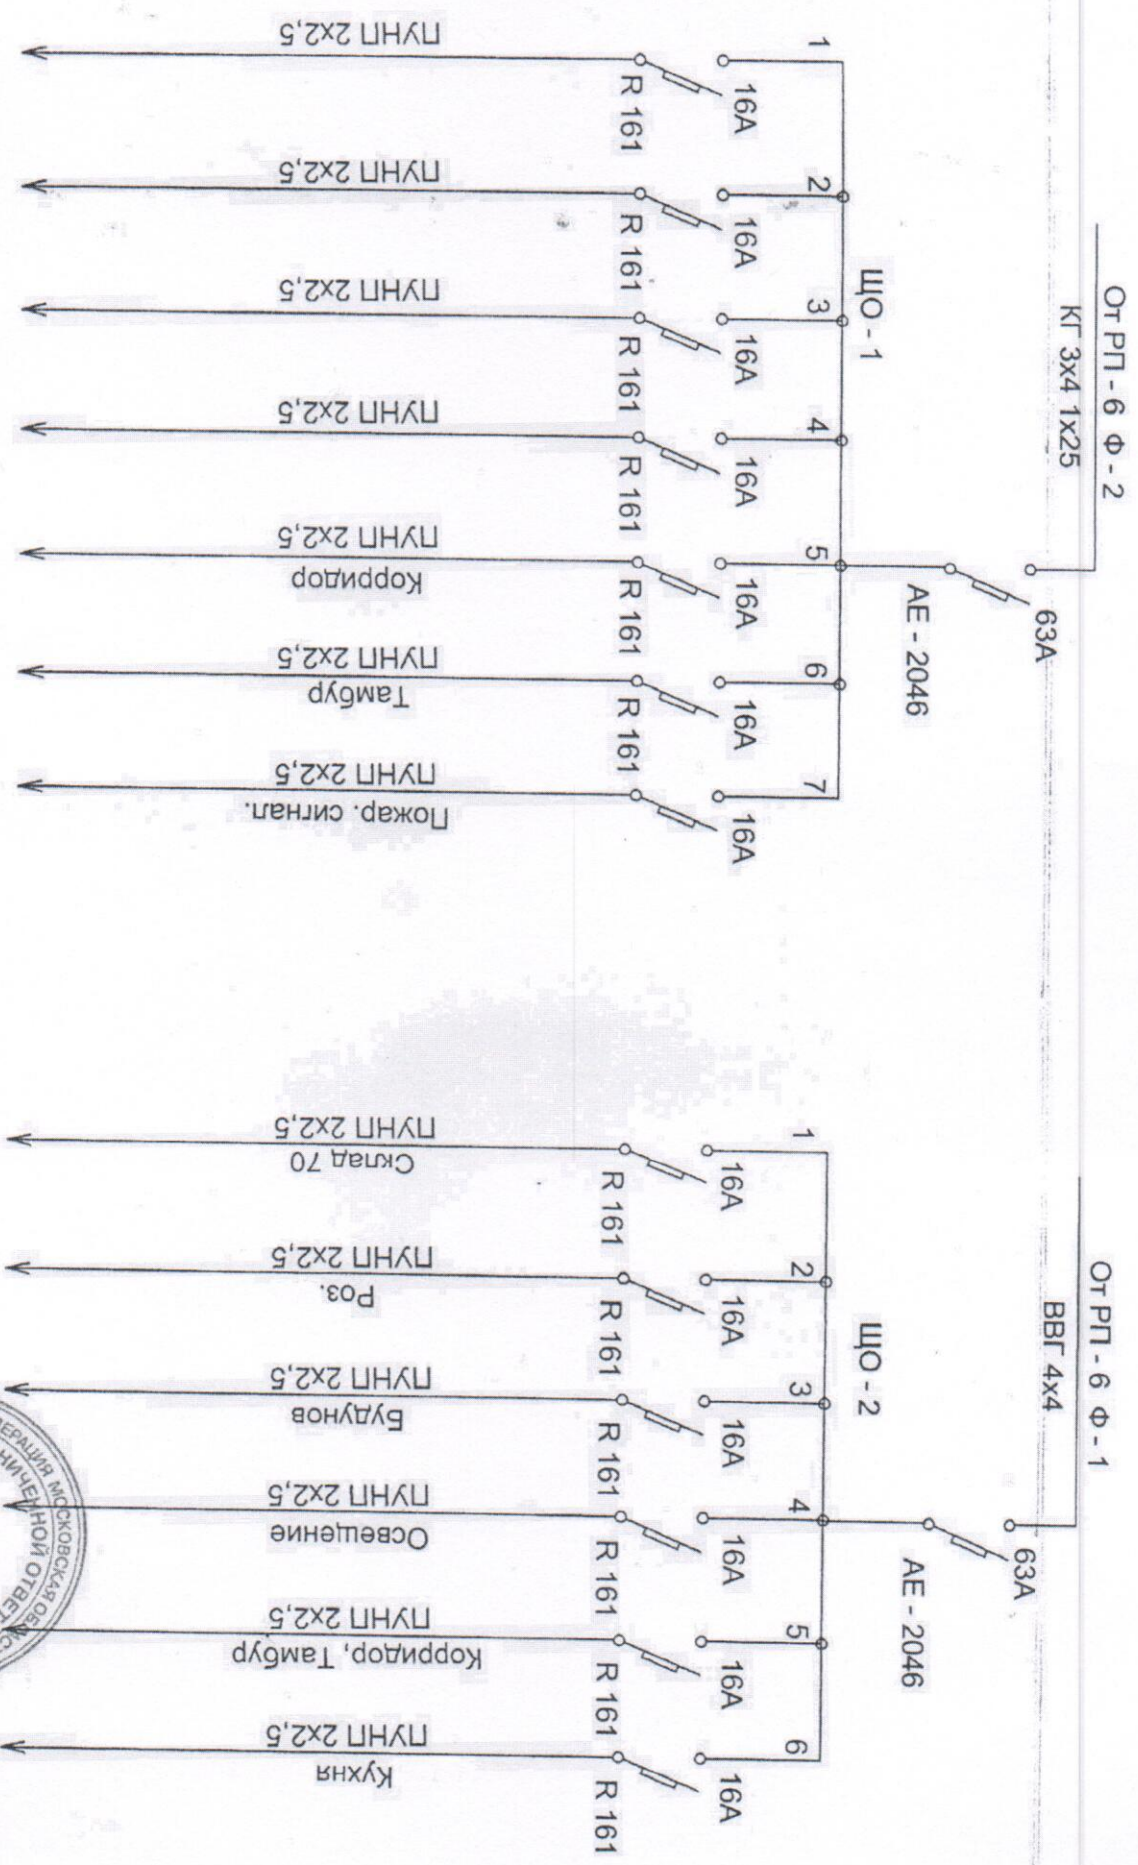 От РП - 6 Ф - 2
КГ 3х4 1х25
63А
АЕ - 2046
ЩО - 1
1
2
3
4
5
6
7
16А
16А
16А
16А
16А
16А
16А
R 161
R 161
R 161
R 161
R 161
R 161
ПУНП 2х2,5
ПУНП 2х2,5
ПУНП 2х2,5
ПУНП 2х2,5
Корридор
ПУНП 2х2,5
Тамбур
ПУНП 2х2,5
Пожар. сигнал.
ПУНП 2х2,5
От РП - 6 Ф - 1
ВВГ 4х4
63А
АЕ - 2046
ЩО - 2
1
2
3
4
5
6
16А
16А
16А
16А
16А
16А
R 161
R 161
R 161
R 161
R 161
R 161
Склад 70
ПУНП 2х2,5
Роз.
ПУНП 2х2,5
Будунов
ПУНП 2х2,5
Освещение
ПУНП 2х2,5
Корридор, Тамбур
ПУНП 2х2,5
Кухня
ПУНП 2х2,5
МОСКОВСКАЯ